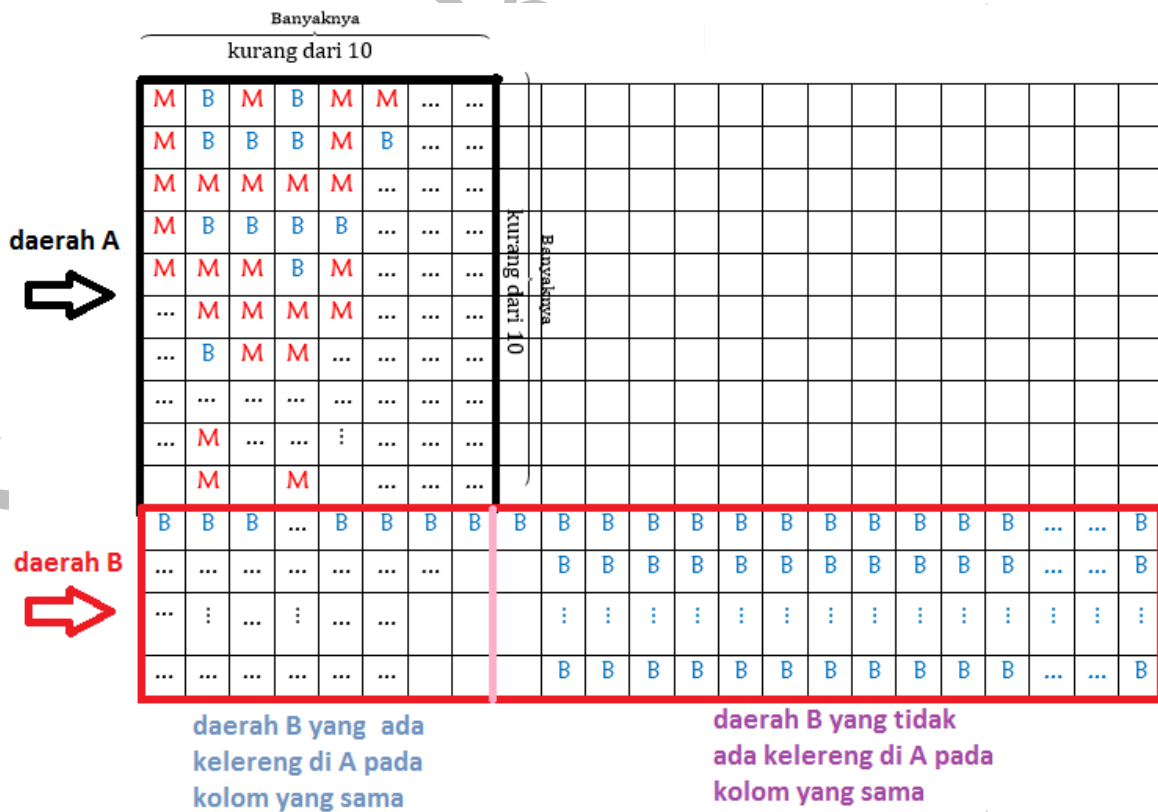 Banyaknya
kurang dari 10
M B M B M M ... ...
M B B B M B ... ...
M M M M M ... ... ...
M B B B B ... ... ...
daerah A
M M M B M ... ... ...
... M M M M ... ... ...
... B M M ... ... ... ...
... ... ... ... ... ... ... ...
... M ... ... ⋮ ... ... ...
M M ... ... ...
kurang dari 10
Banyaknya
B B B ... B B B B B B B B B B B B B B B B ... ... B
daerah B
... ... ... ... ... ... ... B B B B B B B B B B B ... ... B
... ⋮ ... ⋮ ... ... ⋮ ⋮ ⋮ ⋮ ⋮ ⋮ ⋮ ⋮ ⋮ ⋮ ⋮ ⋮ ⋮ ⋮
... ... ... ... ... ... B B B B B B B B B B B ... ... B
daerah B yang ada
kelereng di A pada
kolom yang sama
daerah B yang tidak
ada kelereng di A pada
kolom yang sama